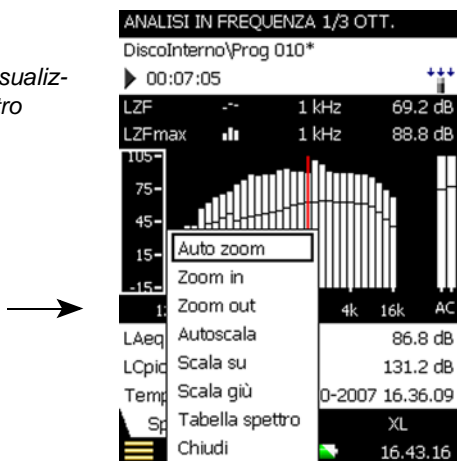 sualiz-
tro
ANALISI IN FREQUENZA 1/3 OTT.
DiscoInterno\Prog 010*
00:07:05
LZF 1 kHz 69.2 dB
LZFmax 1 kHz 88.8 dB
105-
75-
45-
15-
-15-
4k 16k AC
Auto zoom
Zoom in
Zoom out
Autoscala
Scala su
Scala giù
Tabella spettro
Chiudi
LAeq 86.8 dB
LCpic 131.2 dB
Temp 0-2007 16.36.09
Sp XL
16.43.16